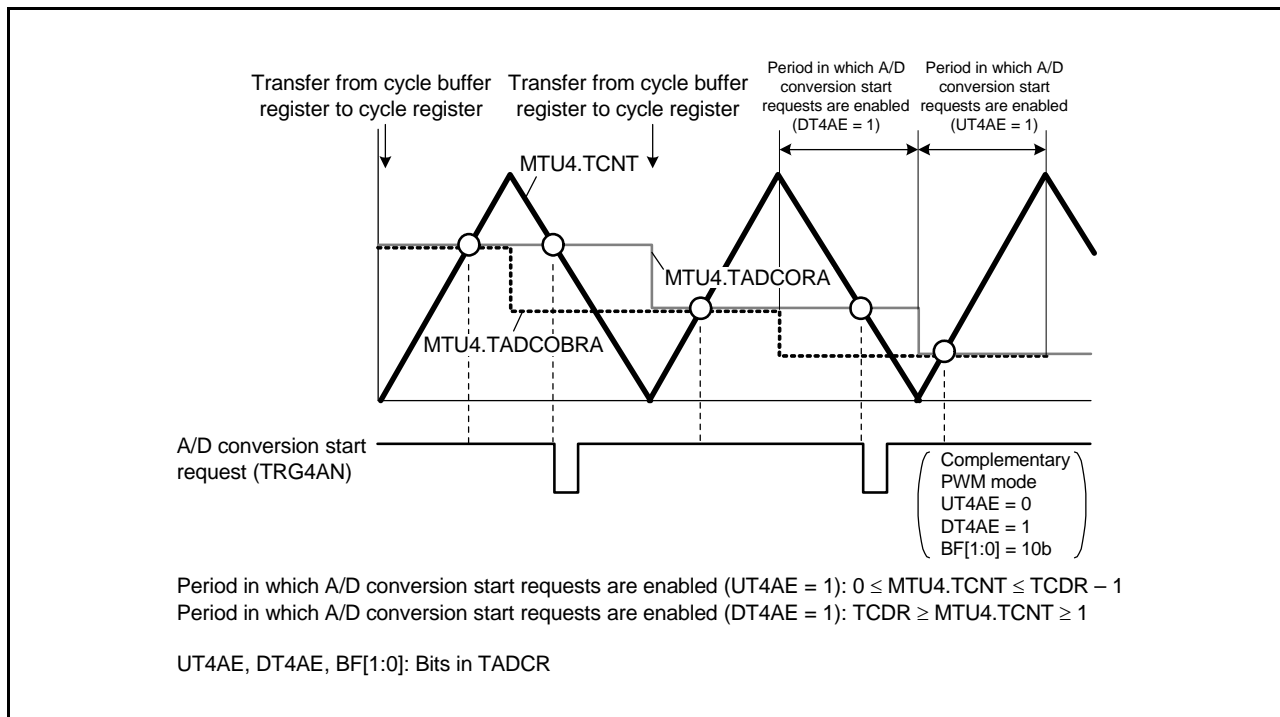 Transfer from cycle buffer
register to cycle register
Transfer from cycle buffer
register to cycle register
Period in which A/D
conversion start
requests are enabled
(DT4AE = 1)
Period in which A/D
conversion start
requests are enabled
(UT4AE = 1)
MTU4.TCNT
MTU4.TADCORA
MTU4.TADCOBRA
A/D conversion start
request (TRG4AN)
Complementary
PWM mode
UT4AE = 0
DT4AE = 1
BF[1:0] = 10b
Period in which A/D conversion start requests are enabled (UT4AE = 1): 0 ≤ MTU4.TCNT ≤ TCDR – 1
Period in which A/D conversion start requests are enabled (DT4AE = 1): TCDR ≥ MTU4.TCNT ≥ 1
UT4AE, DT4AE, BF[1:0]: Bits in TADCR